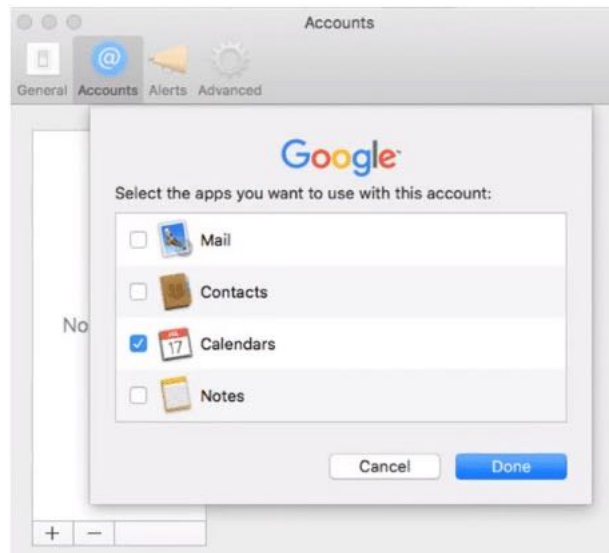 Accounts
General Accounts Alerts Advanced
Google
Select the apps you want to use with this account:
Mail
Contacts
No
JUL
17
Calendars
Notes
Cancel Done